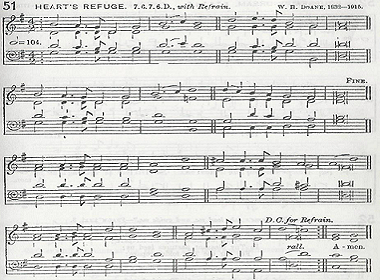 51 HEART'S REFUGE. 7.6.7.6.D., with Refrain. W. H. DOANE, 1832–1915.
=104.
FINE.
D.C. for Refrain.
rall. A - men.